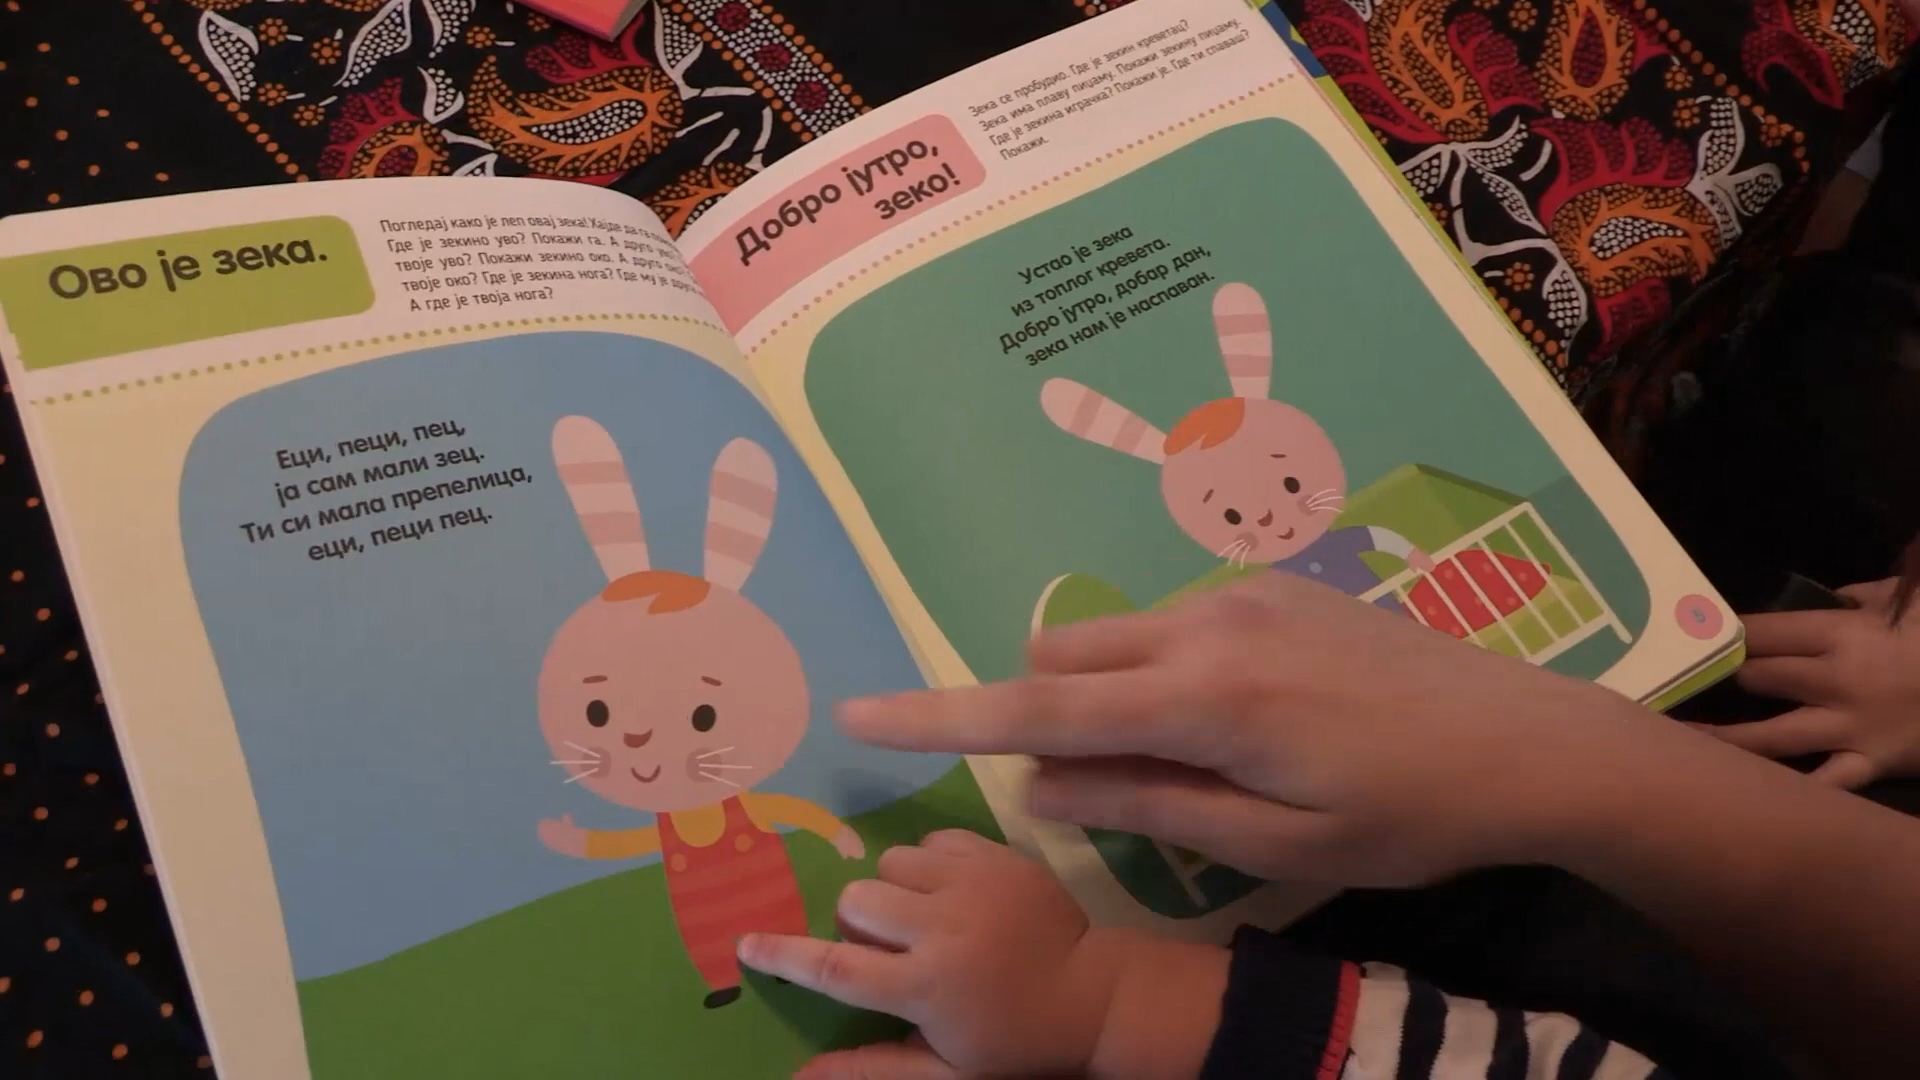 Ово је зека.
Погледај како је леп овај зека! Хајде да га
Где је зекино уво? Покажи га. А друго уво?
твоје уво? Покажи зекино око. А друго око?
твоје око? Где је зекина нога? Где му је друга
А где је твоја нога?
Еци, пеци, пец,
ја сам мали зец.
Ти си мала препелица,
еци, пеци пец.
Добро јутро,
зеко!
Зека се пробудио. Где је зекин креветац?
Зека има плаву пиџаму. Покажи зекину пиџаму.
Где је зекина играчка? Покажи је. Где ти спаваш?
Покажи.
Устао је зека
из топлог кревета.
Добро јутро, добар дан,
зека нам је наспаван.
5